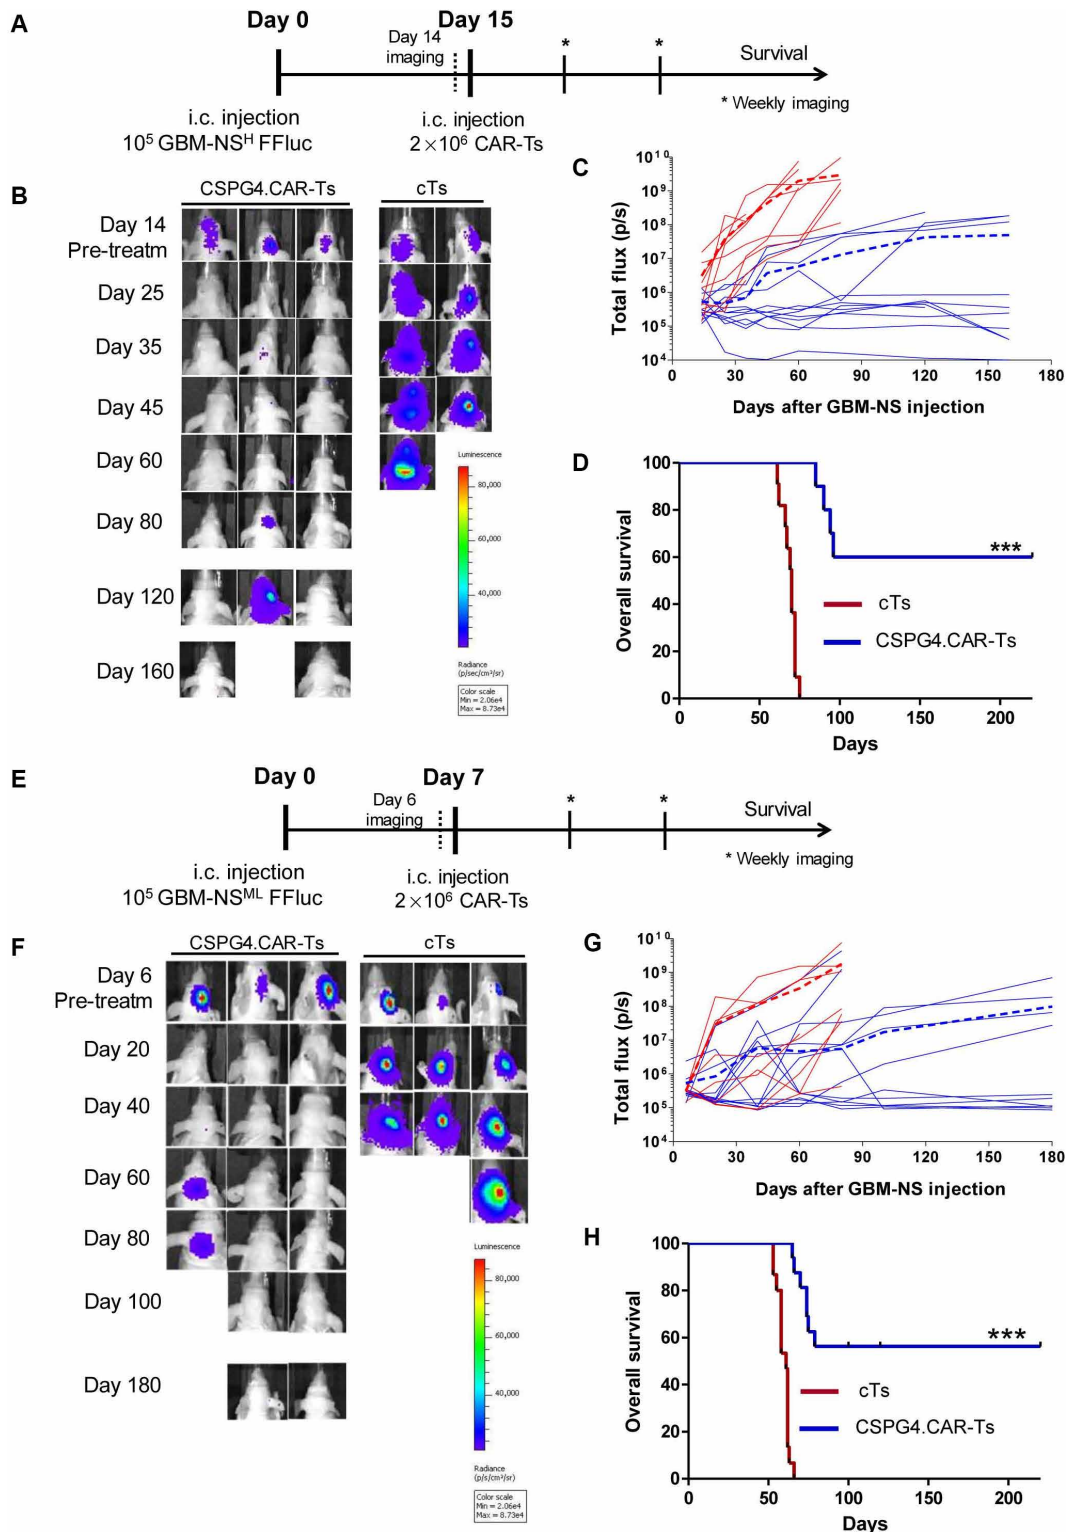 A
Day 0
Day 15
Day 14
imaging
*
*
Survival
* Weekly imaging
i.c. injection
10⁵ GBM-NSᴴ FFluc
i.c. injection
2×10⁶ CAR-Ts
B
CSPG4.CAR-Ts
cTs
Day 14
Pre-treatm
Day 25
Day 35
Day 45
Day 60
Day 80
Day 120
Day 160
Luminescence
80,000
60,000
40,000
Radiance
(p/sec/cm²/sr)
Color scale
Min = 2.06e4
Max = 8.73e4
C
Total flux (p/s)
10¹⁰
10⁹
10⁸
10⁷
10⁶
10⁵
10⁴
0 30 60 90 120 150 180
Days after GBM-NS injection
D
Overall survival
100
80
60
40
20
0
***
cTs
CSPG4.CAR-Ts
0 50 100 150 200
Days
E
Day 0
Day 7
Day 6
imaging
*
*
Survival
* Weekly imaging
i.c. injection
10⁵ GBM-NSᴹᴸ FFluc
i.c. injection
2×10⁶ CAR-Ts
F
CSPG4.CAR-Ts
cTs
Day 6
Pre-treatm
Day 20
Day 40
Day 60
Day 80
Day 100
Day 180
Luminescence
80,000
60,000
40,000
Radiance
(p/s/cm²/sr)
Color scale
Min = 2.06e4
Max = 8.73e4
G
Total flux (p/s)
10¹⁰
10⁹
10⁸
10⁷
10⁶
10⁵
10⁴
0 30 60 90 120 150 180
Days after GBM-NS injection
H
Overall survival
100
80
60
40
20
0
***
cTs
CSPG4.CAR-Ts
0 50 100 150 200
Days